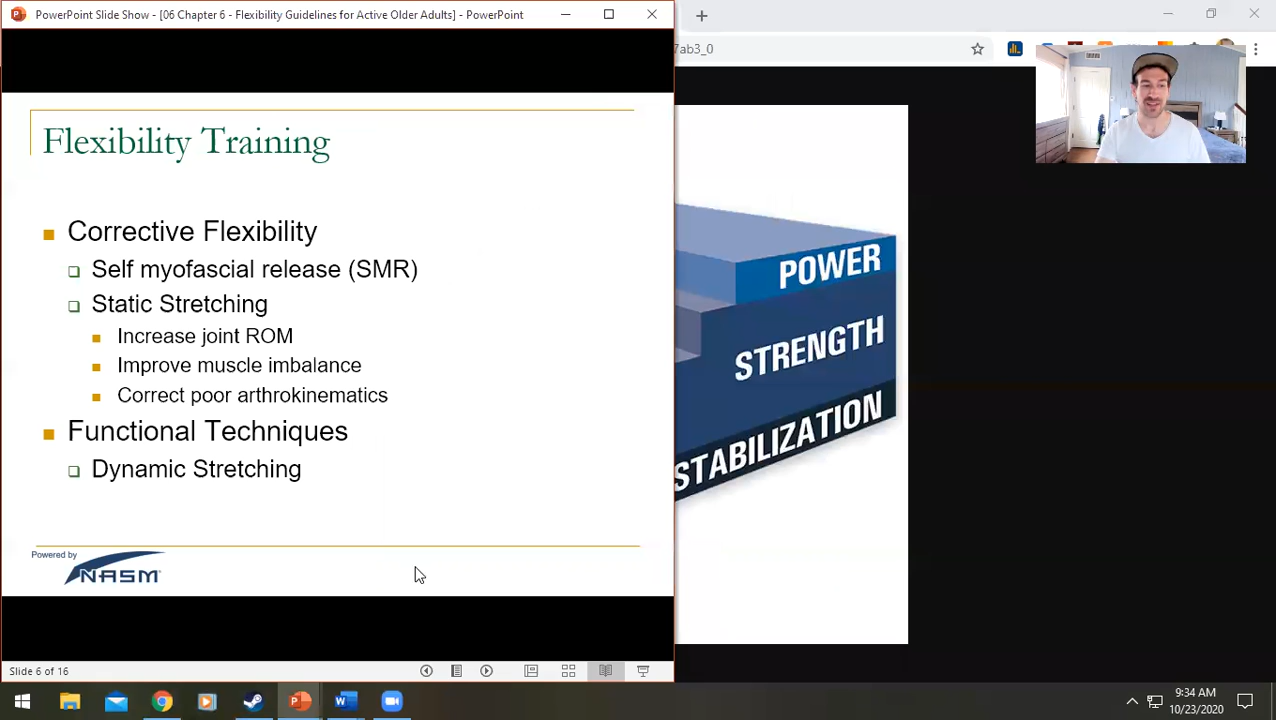 PowerPoint Slide Show - [06 Chapter 6 - Flexibility Guidelines for Active Older Adults] - PowerPoint
7ab3_0
Flexibility Training
Corrective Flexibility
Self myofascial release (SMR)
Static Stretching
Increase joint ROM
Improve muscle imbalance
Correct poor arthrokinematics
Functional Techniques
Dynamic Stretching
Powered by
NASM
POWER
STRENGTH
STABILIZATION
Slide 6 of 16
9:34 AM
10/23/2020